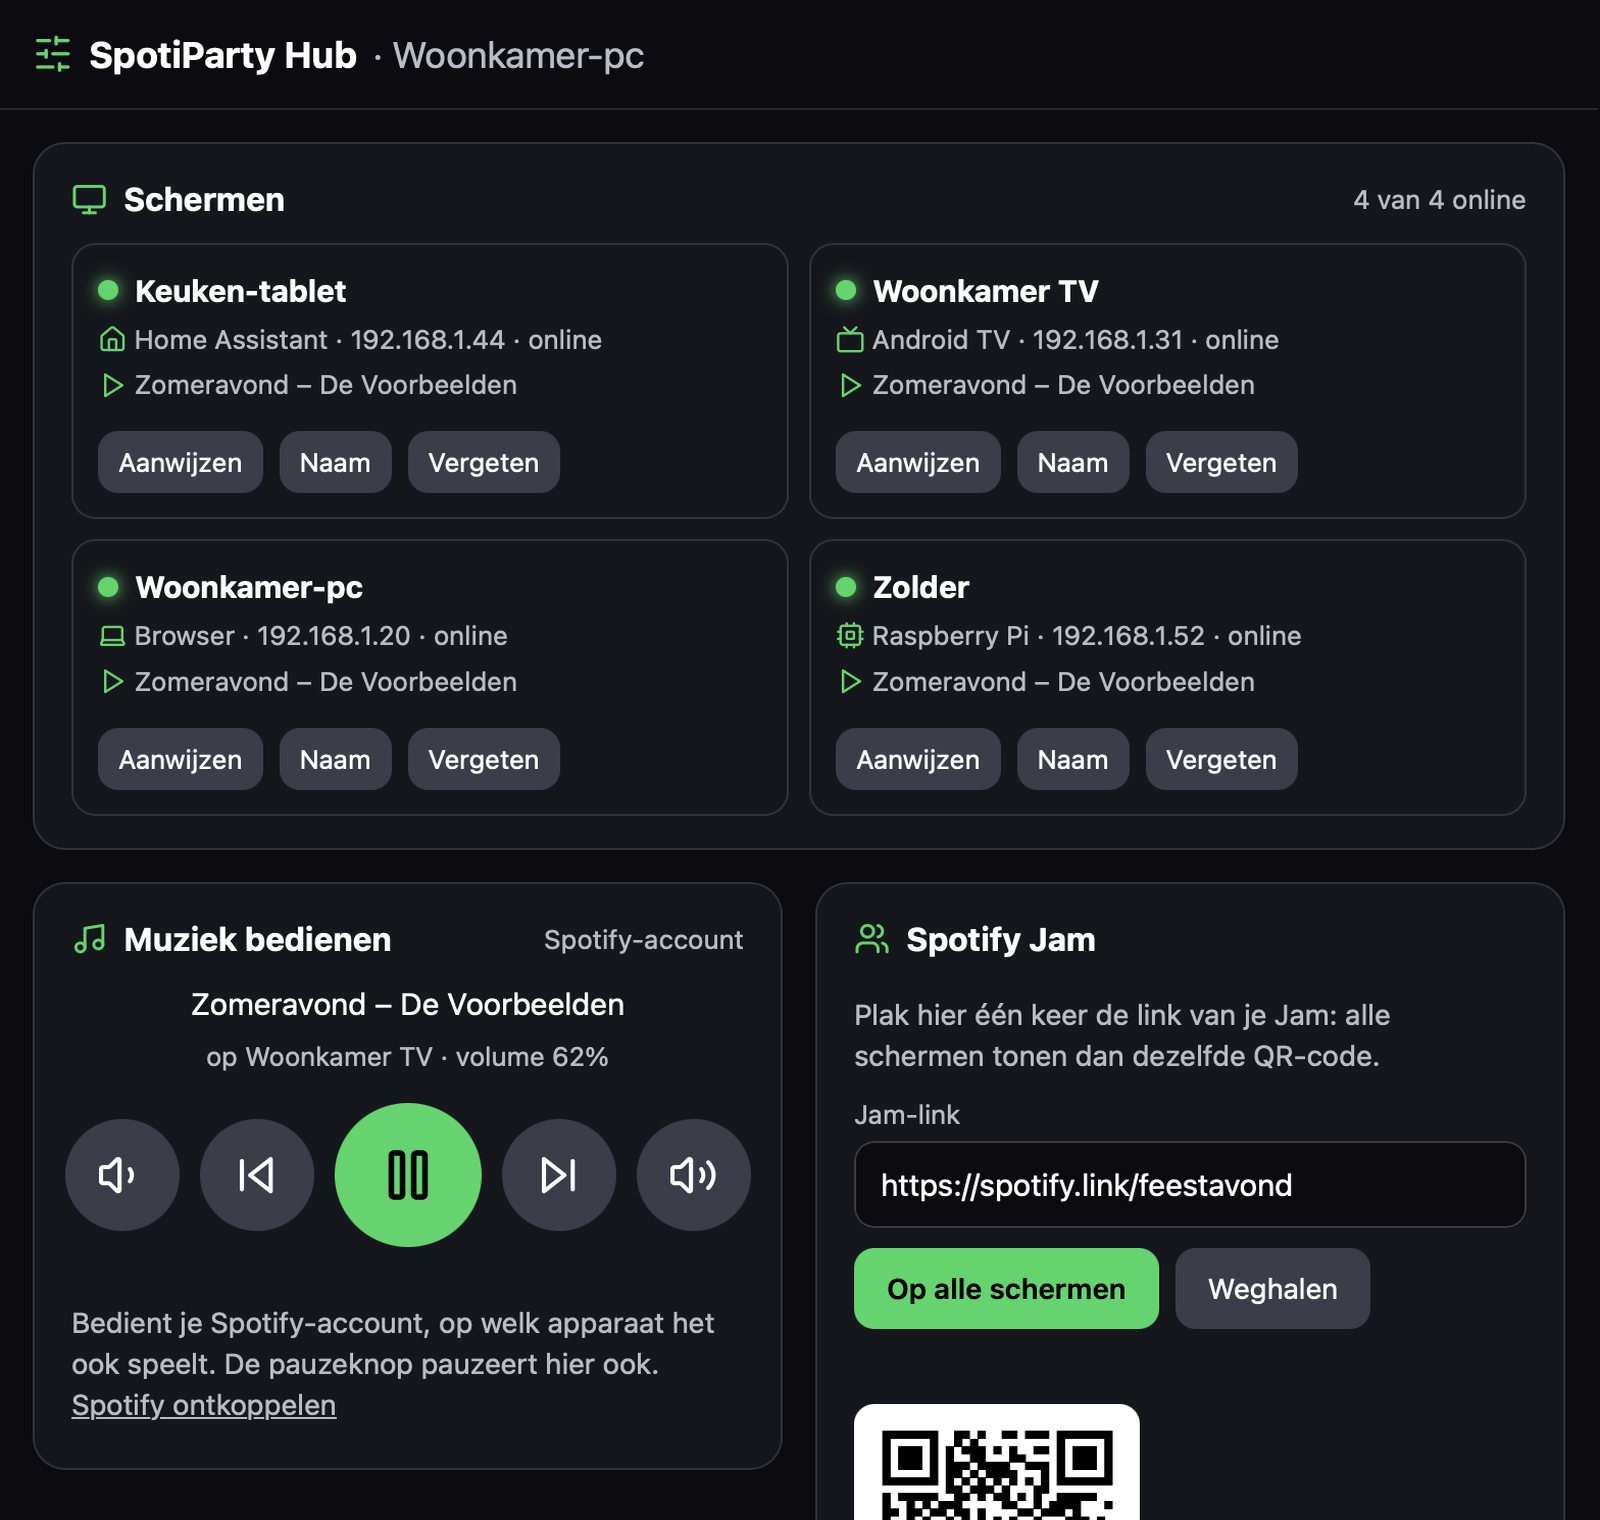 SpotiParty Hub · Woonkamer-pc
Schermen
4 van 4 online
Keuken-tablet
Home Assistant · 192.168.1.44 · online
Zomeravond – De Voorbeelden
Aanwijzen Naam Vergeten
Woonkamer TV
Android TV · 192.168.1.31 · online
Zomeravond – De Voorbeelden
Aanwijzen Naam Vergeten
Woonkamer-pc
Browser · 192.168.1.20 · online
Zomeravond – De Voorbeelden
Aanwijzen Naam Vergeten
Zolder
Raspberry Pi · 192.168.1.52 · online
Zomeravond – De Voorbeelden
Aanwijzen Naam Vergeten
Muziek bedienen
Spotify-account
Zomeravond – De Voorbeelden
op Woonkamer TV · volume 62%
Bedient je Spotify-account, op welk apparaat het
ook speelt. De pauzeknop pauzeert hier ook.
Spotify ontkoppelen
Spotify Jam
Plak hier één keer de link van je Jam: alle
schermen tonen dan dezelfde QR-code.
Jam-link
https://spotify.link/feestavond
Op alle schermen Weghalen